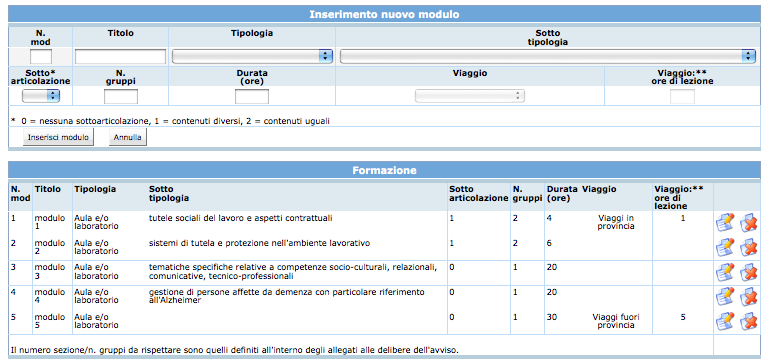 Inserimento nuovo modulo
N. mod Titolo Tipologia Sotto tipologia
Sotto* articolazione N. gruppi Durata (ore) Viaggio Viaggio:** ore di lezione
* 0 = nessuna sottoarticolazione, 1 = contenuti diversi, 2 = contenuti uguali
Inserisci modulo Annulla
Formazione
N. mod Titolo Tipologia Sotto tipologia Sotto articolazione N. gruppi Durata (ore) Viaggio Viaggio:** ore di lezione
1 modulo 1 Aula e/o laboratorio tutele sociali del lavoro e aspetti contrattuali 1 2 4 Viaggi in provincia 1
2 modulo 2 Aula e/o laboratorio sistemi di tutela e protezione nell'ambiente lavorativo 1 2 6
3 modulo 3 Aula e/o laboratorio tematiche specifiche relative a competenze socio-culturali, relazionali, comunicative, tecnico-professionali 0 1 20
4 modulo 4 Aula e/o laboratorio gestione di persone affette da demenza con particolare riferimento all'Alzheimer 0 1 20
5 modulo 5 Aula e/o laboratorio 0 1 30 Viaggi fuori provincia 5
Il numero sezione/n. gruppi da rispettare sono quelli definiti all'interno degli allegati alle delibere dell'avviso.